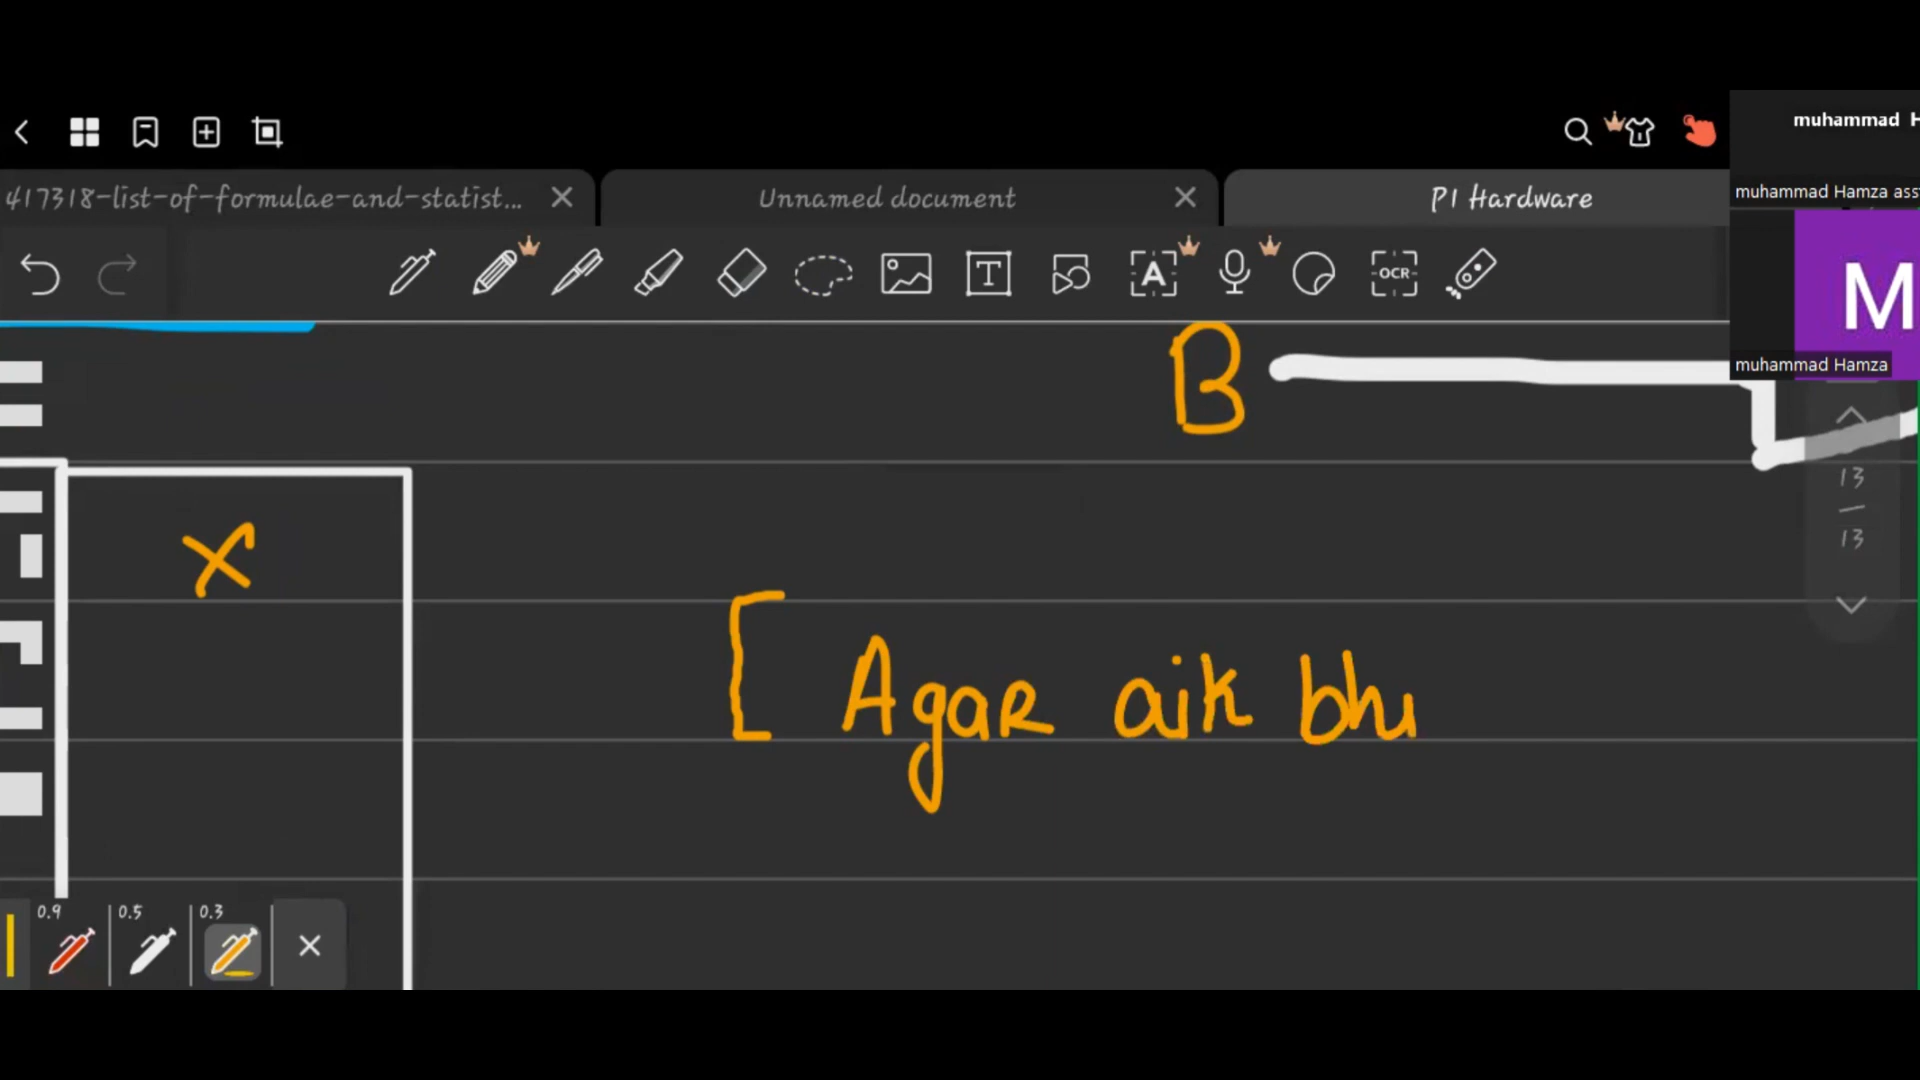 muhammad H
muhammad Hamza ass
417318-list-of-formulae-and-statist...
Unnamed document
P1 Hardware
T
A
OCR
M
muhammad Hamza
B
13
13
X
[ Agar aik bhi
0.9
0.5
0.3